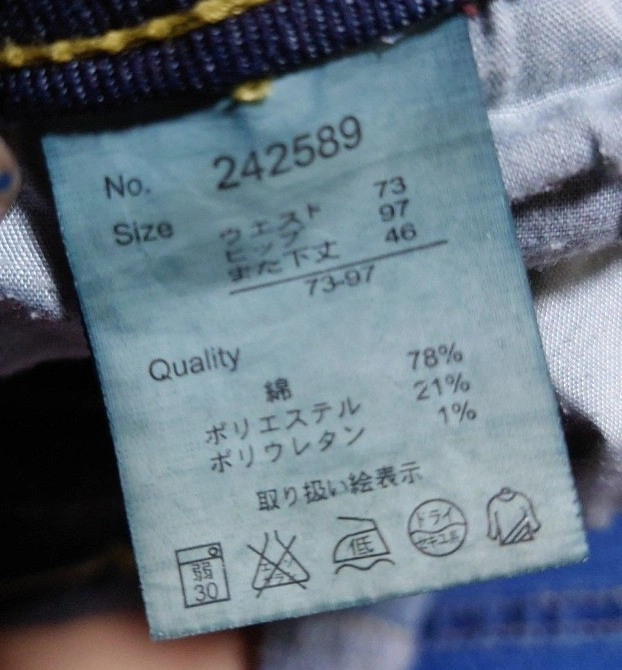 No. 242589
Size ウエスト 73
ヒップ 97
また下丈 46
73-97
Quality
綿 78%
ポリエステル 21%
ポリウレタン 1%
取り扱い絵表示
弱
30
低
ドライ